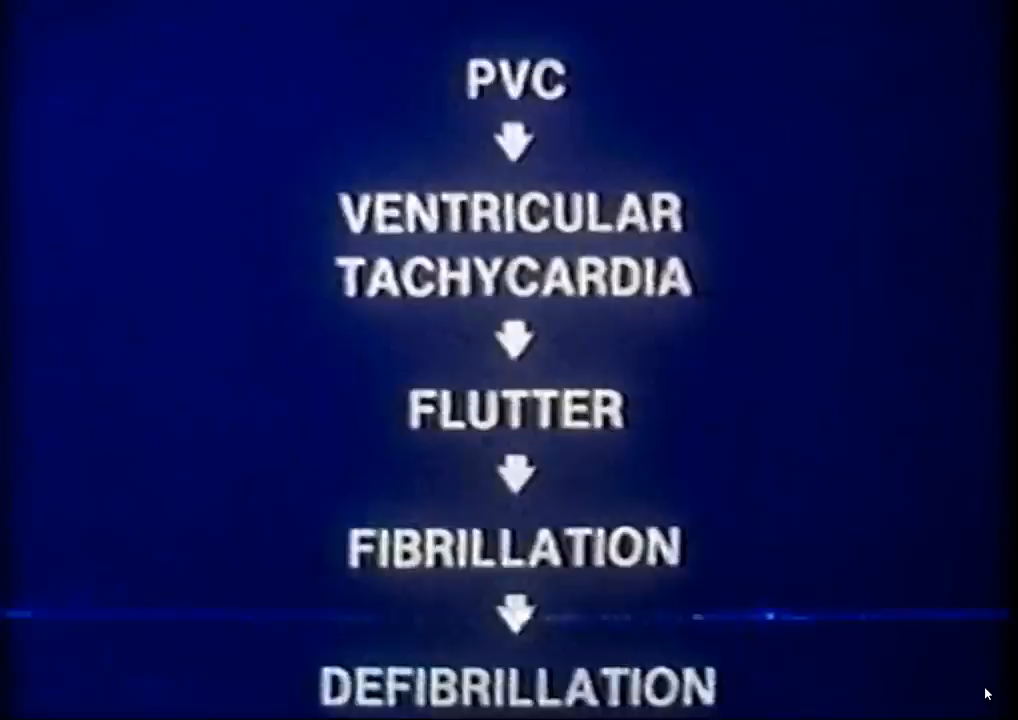 PVC
VENTRICULAR
TACHYCARDIA
FLUTTER
FIBRILLATION
DEFIBRILLATION